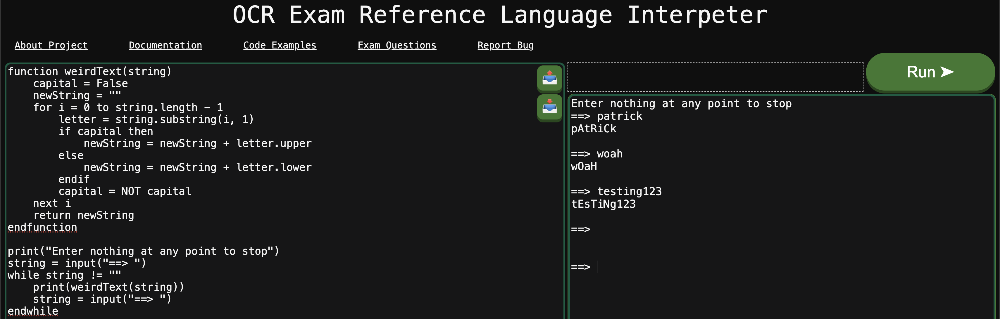 OCR Exam Reference Language Interpeter
About Project Documentation Code Examples Exam Questions Report Bug
function weirdText(string)
    capital = False
    newString = ""
    for i = 0 to string.length - 1
        letter = string.substring(i, 1)
        if capital then
            newString = newString + letter.upper
        else
            newString = newString + letter.lower
        endif
        capital = NOT capital
    next i
    return newString
endfunction

print("Enter nothing at any point to stop")
string = input("==> ")
while string != ""
    print(weirdText(string))
    string = input("==> ")
endwhile
Run ➤
Enter nothing at any point to stop
==> patrick
pAtRiCk

==> woah
wOaH

==> testing123
tEsTiNg123

==>

==>